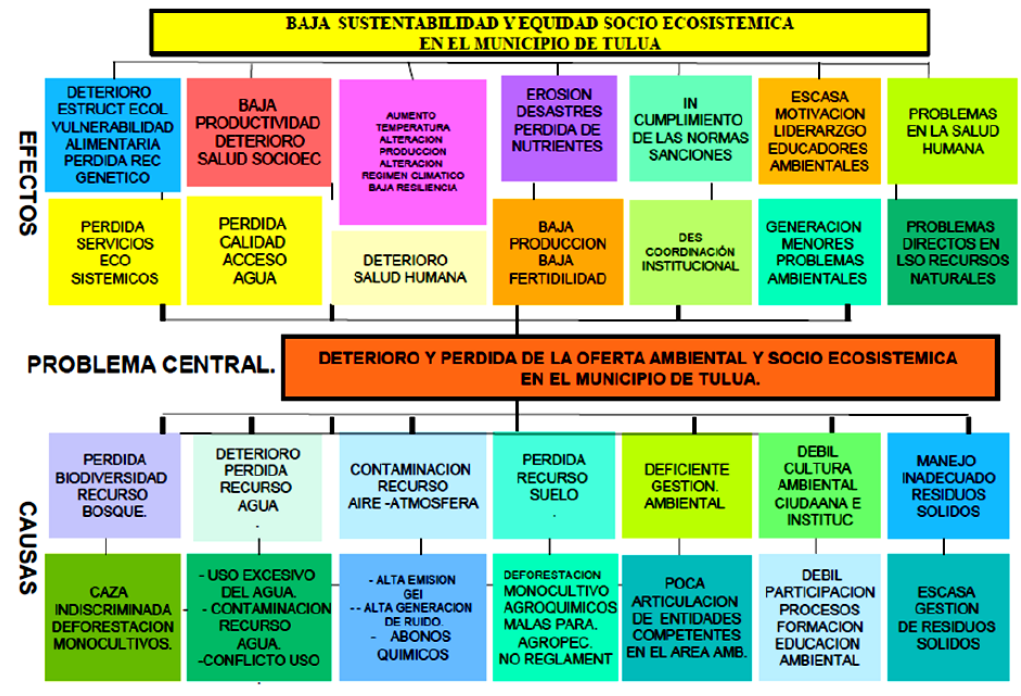 BAJA SUSTENTABILIDAD Y EQUIDAD SOCIO ECOSISTEMICA
EN EL MUNICIPIO DE TULUA
EFECTOS
DETERIORO
ESTRUCT ECOL
VULNERABILIDAD
ALIMENTARIA
PERDIDA REC
GENETICO
BAJA
PRODUCTIVIDAD
DETERIORO
SALUD SOCIOEC
AUMENTO
TEMPERATURA
ALTERACION
PRODUCCION
ALTERACION
REGIMEN CLIMATICO
BAJA RESILIENCIA
EROSION
DESASTRES
PERDIDA DE
NUTRIENTES
IN
CUMPLIMIENTO
DE LAS NORMAS
SANCIONES
ESCASA
MOTIVACION
LIDERARZGO
EDUCADORES
AMBIENTALES
PROBLEMAS
EN LA SALUD
HUMANA
PERDIDA
SERVICIOS
ECO
SISTEMICOS
PERDIDA
CALIDAD
ACCESO
AGUA
DETERIORO
SALUD HUMANA
BAJA
PRODUCCION
BAJA
FERTILIDAD
DES
COORDINACIÓN
INSTITUCIONAL
GENERACION
MENORES
PROBLEMAS
AMBIENTALES
PROBLEMAS
DIRECTOS EN
LSO RECURSOS
NATURALES
PROBLEMA CENTRAL.
DETERIORO Y PERDIDA DE LA OFERTA AMBIENTAL Y SOCIO ECOSISTEMICA
EN EL MUNICIPIO DE TULUA.
CAUSAS
PERDIDA
BIODIVERSIDAD
RECURSO
BOSQUE.
DETERIORO
PERDIDA
RECURSO
AGUA
.
CONTAMINACION
RECURSO
AIRE -ATMOSFERA
PERDIDA
RECURSO
SUELO
.
DEFICIENTE
GESTION.
AMBIENTAL
DEBIL
CULTURA
AMBIENTAL
CIUDAANA E
INSTITUC
MANEJO
INADECUADO
RESIDUOS
SOLIDOS
CAZA
INDISCRIMINADA
DEFORESTACION
MONOCULTIVOS.
- USO EXCESIVO
DEL AGUA.
- CONTAMINACION
RECURSO
AGUA.
-CONFLICTO USO
- ALTA EMISION
GEI
-- ALTA GENERACION
DE RUIDO.
- ABONOS
QUIMICOS
DEFORESTACION
MONOCULTIVO
AGROQUIMICOS
MALAS PARA.
AGROPEC.
NO REGLAMENT
POCA
ARTICULACION
DE ENTIDADES
COMPETENTES
EN EL AREA AMB.
DEBIL
PARTICIPACION
PROCESOS
FORMACION
EDUCACION
AMBIENTAL
ESCASA
GESTION
DE RESIDUOS
SOLIDOS